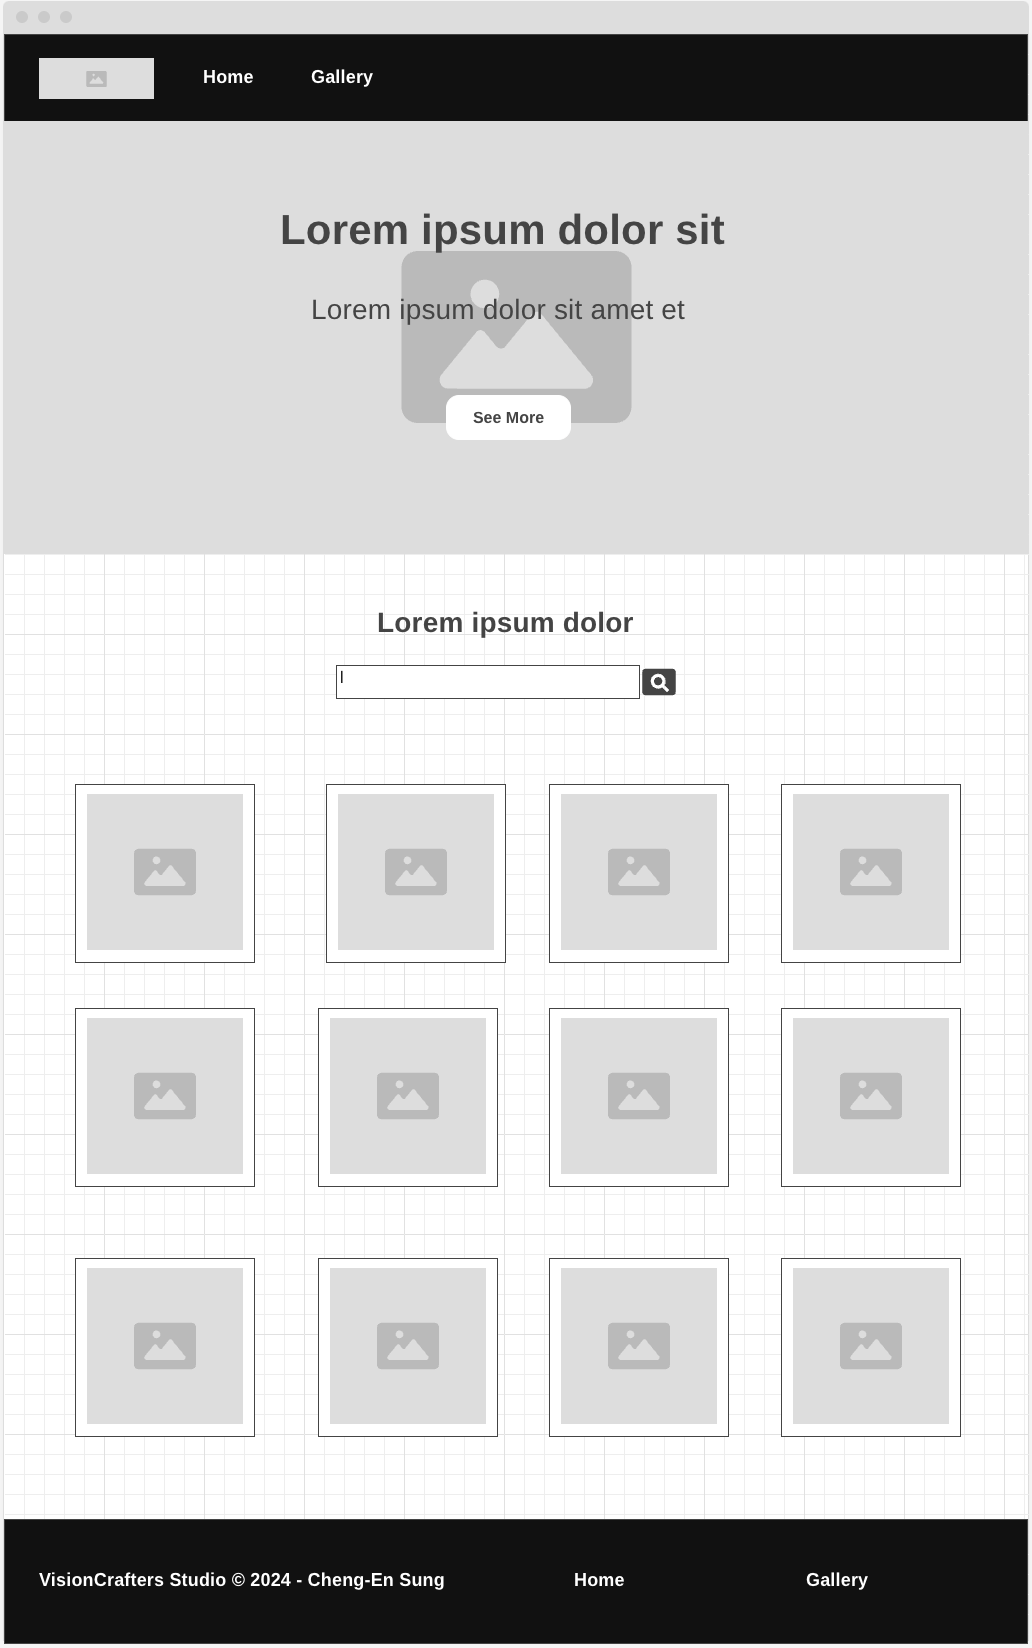 Home Gallery
Lorem ipsum dolor sit
Lorem ipsum dolor sit amet et
See More
Lorem ipsum dolor
VisionCrafters Studio © 2024 - Cheng-En Sung Home Gallery